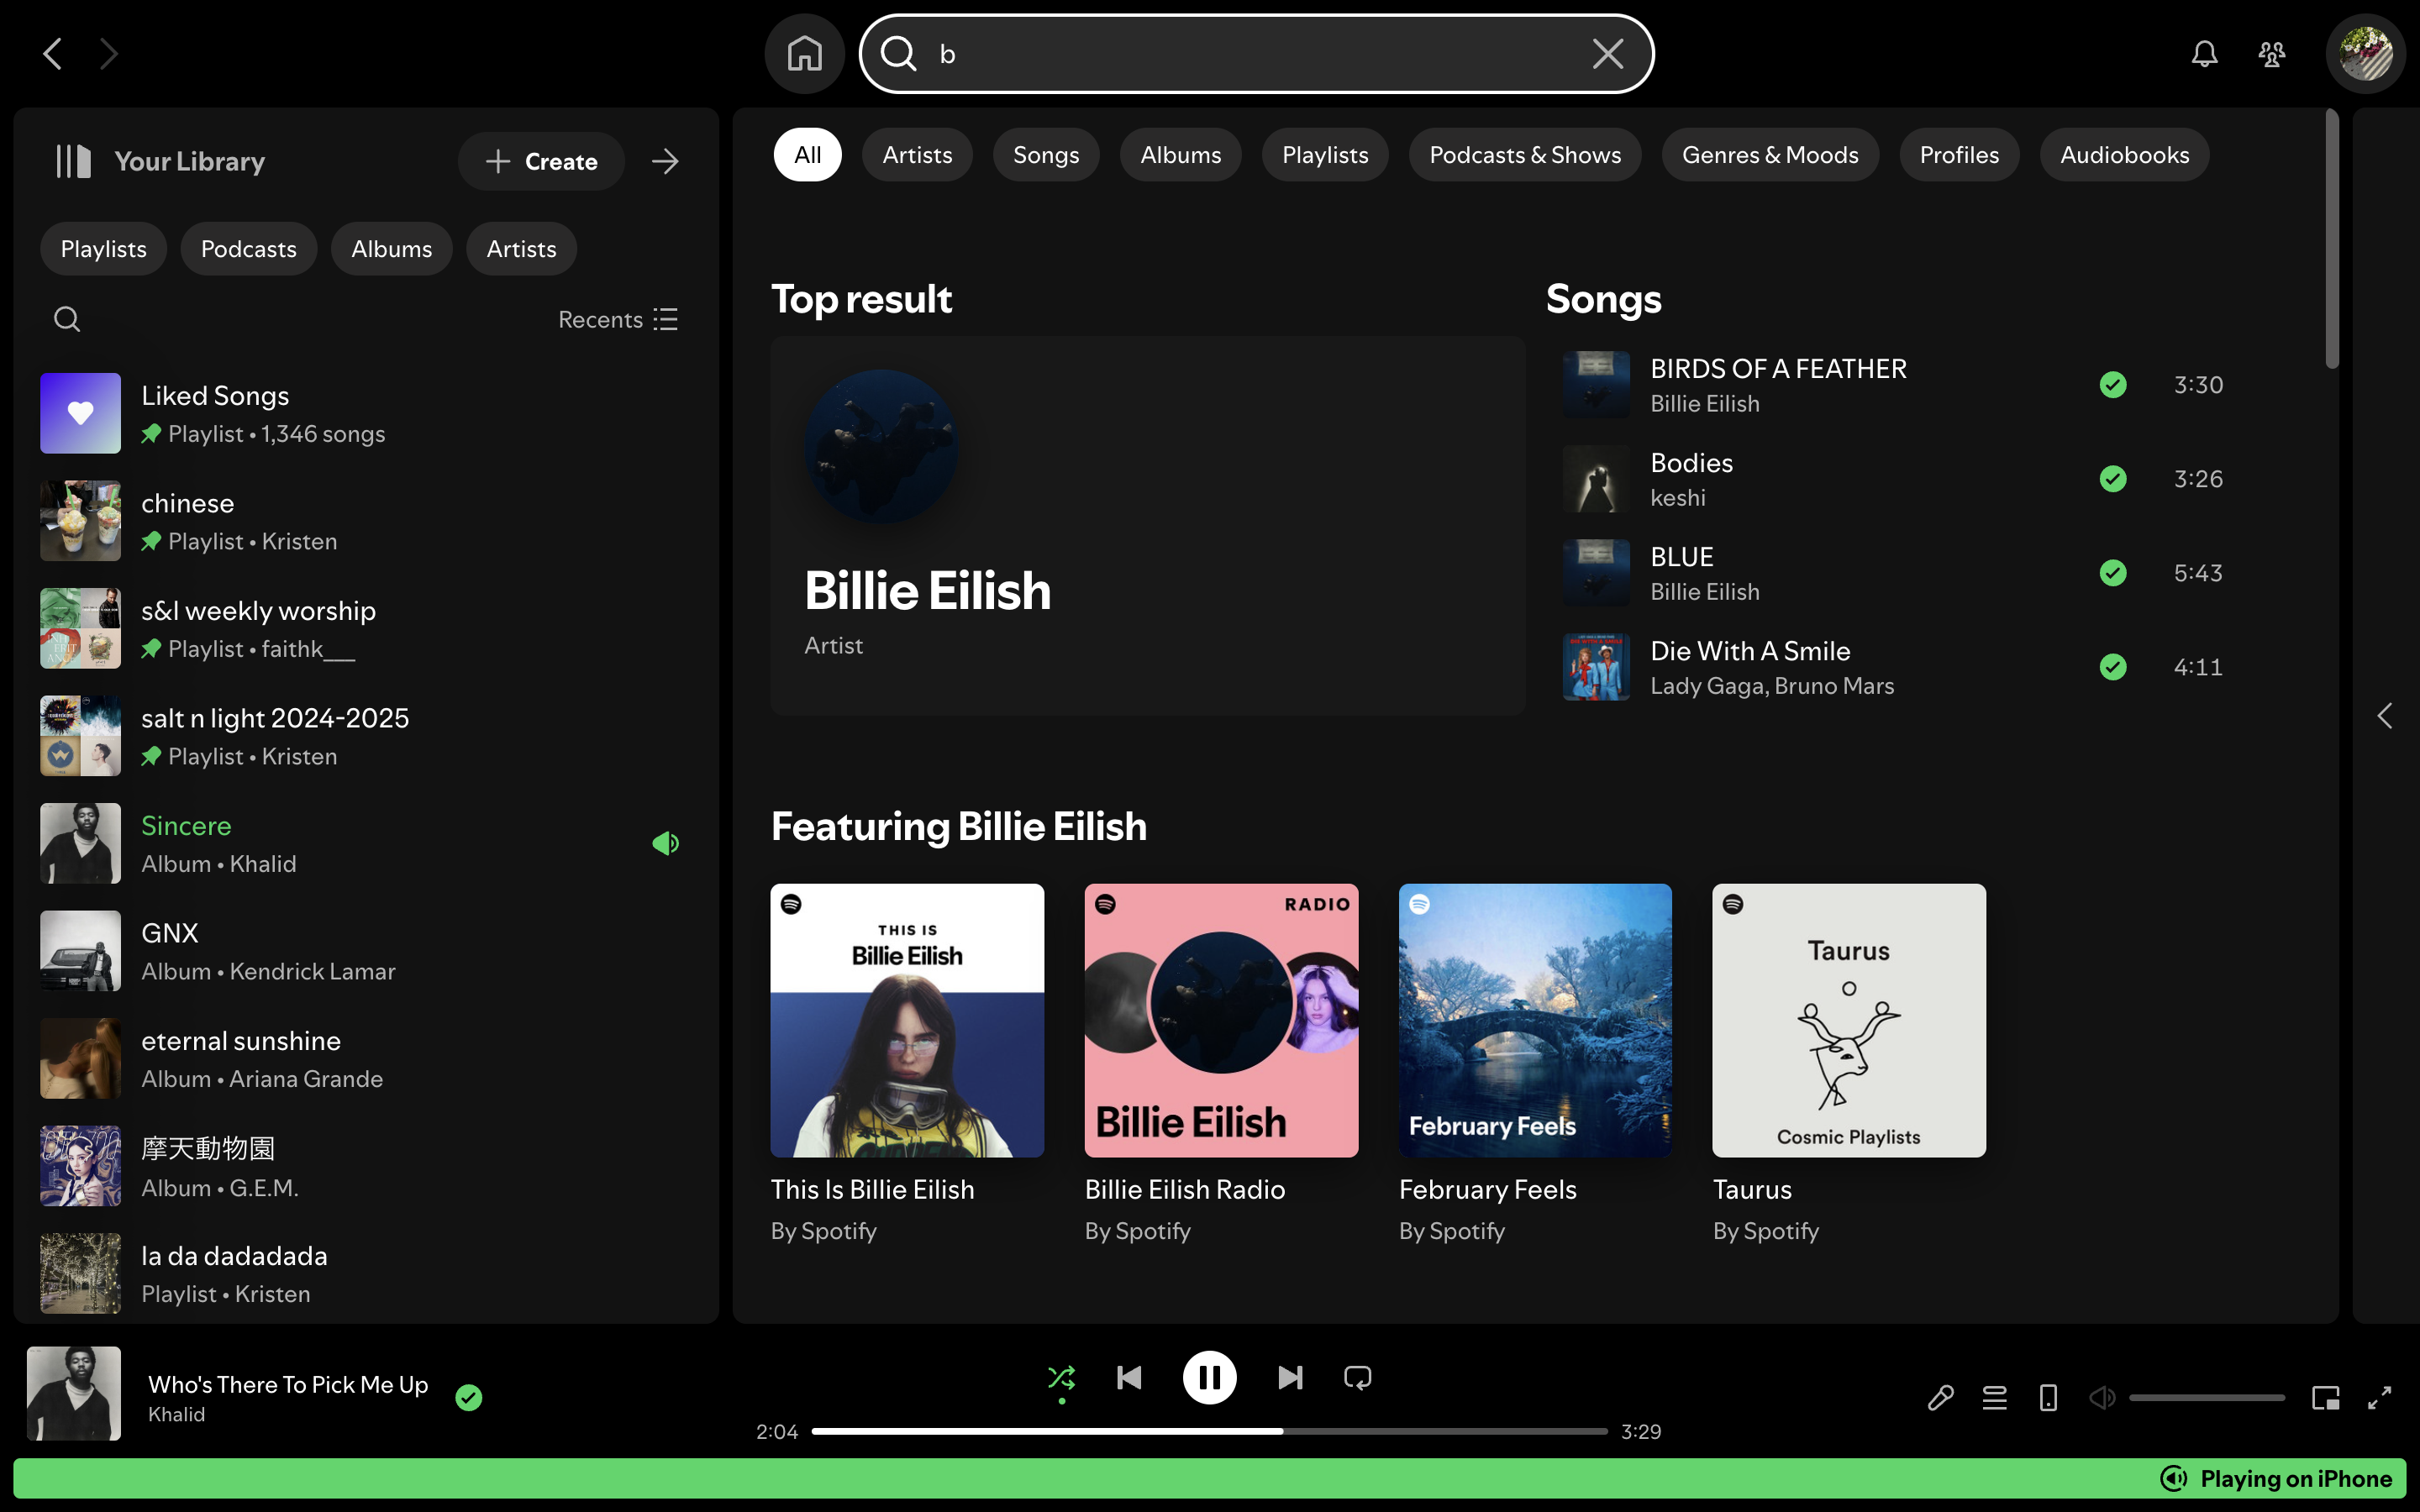 b
Your Library
Create
Playlists
Podcasts
Albums
Artists
Recents
Liked Songs
Playlist • 1,346 songs
chinese
Playlist • Kristen
s&l weekly worship
Playlist • faithk___
salt n light 2024-2025
Playlist • Kristen
Sincere
Album • Khalid
GNX
Album • Kendrick Lamar
eternal sunshine
Album • Ariana Grande
摩天動物園
Album • G.E.M.
la da dadadada
Playlist • Kristen
All
Artists
Songs
Albums
Playlists
Podcasts & Shows
Genres & Moods
Profiles
Audiobooks
Top result
Billie Eilish
Artist
Songs
BIRDS OF A FEATHER
Billie Eilish
3:30
Bodies
keshi
3:26
BLUE
Billie Eilish
5:43
Die With A Smile
Lady Gaga, Bruno Mars
4:11
Featuring Billie Eilish
THIS IS
Billie Eilish
This Is Billie Eilish
By Spotify
RADIO
Billie Eilish
Billie Eilish Radio
By Spotify
February Feels
February Feels
By Spotify
Taurus
Cosmic Playlists
Taurus
By Spotify
Who's There To Pick Me Up
Khalid
2:04
3:29
Playing on iPhone